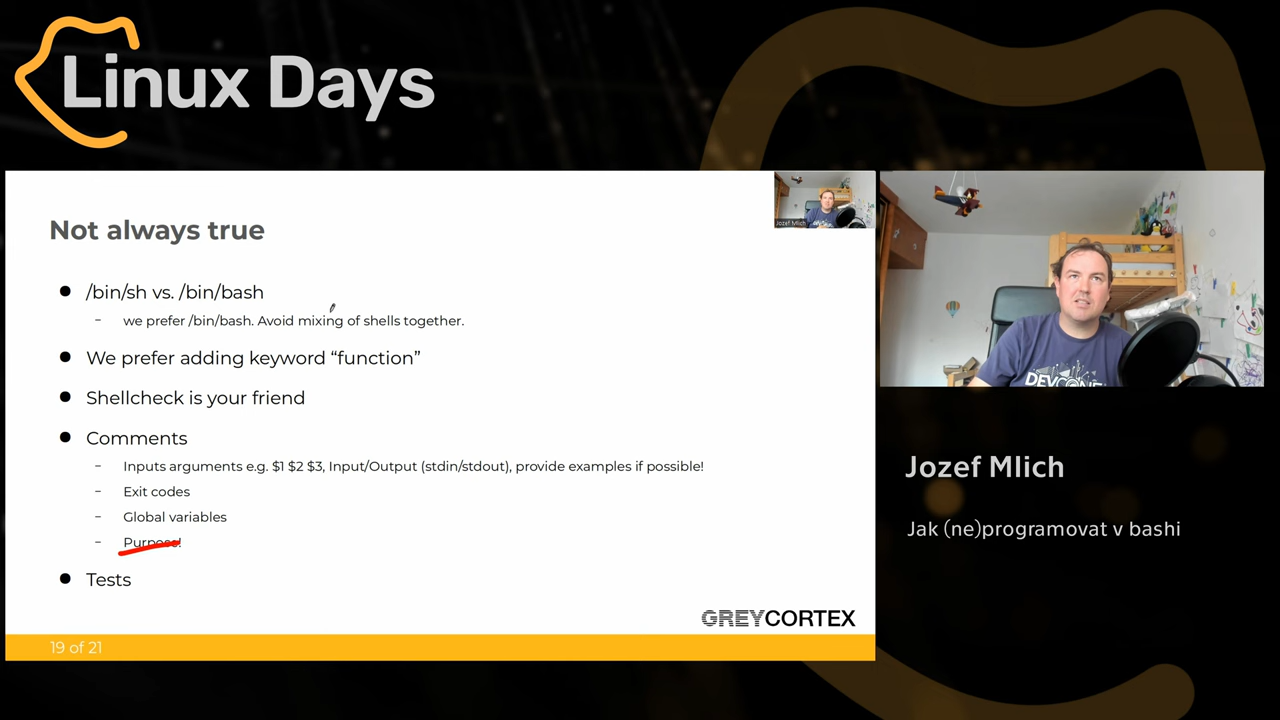 Linux Days
Not always true
Jozef Mlich
/bin/sh vs. /bin/bash
we prefer /bin/bash. Avoid mixing of shells together.
We prefer adding keyword “function”
Shellcheck is your friend
Comments
Inputs arguments e.g. $1 $2 $3, Input/Output (stdin/stdout), provide examples if possible!
Exit codes
Global variables
Purpose!
Tests
GREYCORTEX
19 of 21
DEVCONF
Jozef Mlich
Jak (ne)programovat v bashi